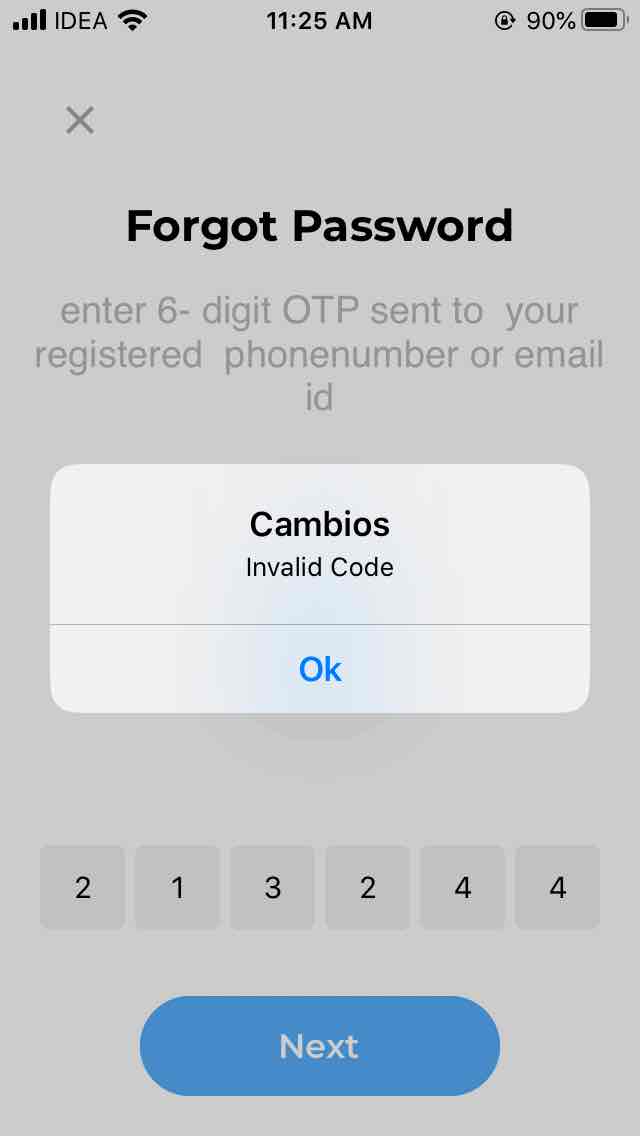 IDEA 11:25 AM 90%
Forgot Password
enter 6- digit OTP sent to  your
registered  phonenumber or email
id
Cambios
Invalid Code
Ok
2 1 3 2 4 4
Next